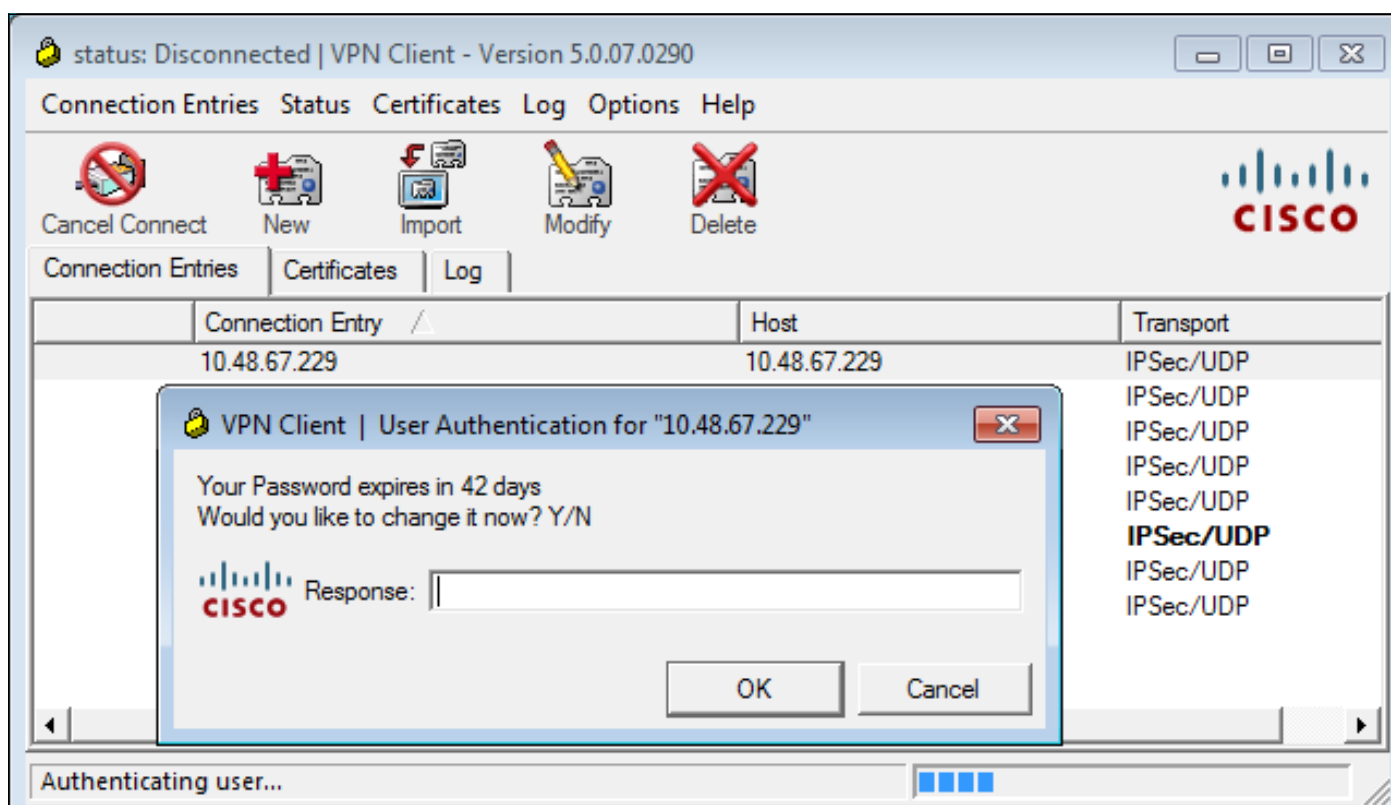 status: Disconnected | VPN Client - Version 5.0.07.0290
Connection Entries Status Certificates Log Options Help
Cancel Connect New Import Modify Delete
CISCO
Connection Entries Certificates Log
Connection Entry Host Transport
10.48.67.229 10.48.67.229 IPSec/UDP
IPSec/UDP
IPSec/UDP
IPSec/UDP
IPSec/UDP
IPSec/UDP
IPSec/UDP
IPSec/UDP
VPN Client | User Authentication for "10.48.67.229"
Your Password expires in 42 days
Would you like to change it now? Y/N
CISCO Response:
OK Cancel
Authenticating user...